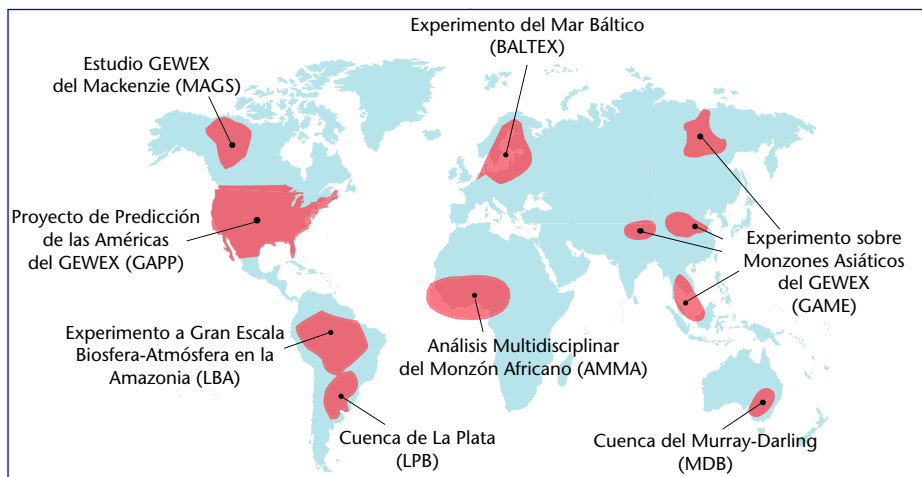 Experimento del Mar Báltico
(BALTEX)
Estudio GEWEX
del Mackenzie (MAGS)
Proyecto de Predicción
de las Américas
del GEWEX (GAPP)
Experimento sobre
Monzones Asiáticos
del GEWEX
(GAME)
Experimento a Gran Escala
Biosfera-Atmósfera en la
Amazonia (LBA)
Análisis Multidisciplinar
del Monzón Africano (AMMA)
Cuenca de La Plata
(LPB)
Cuenca del Murray-Darling
(MDB)